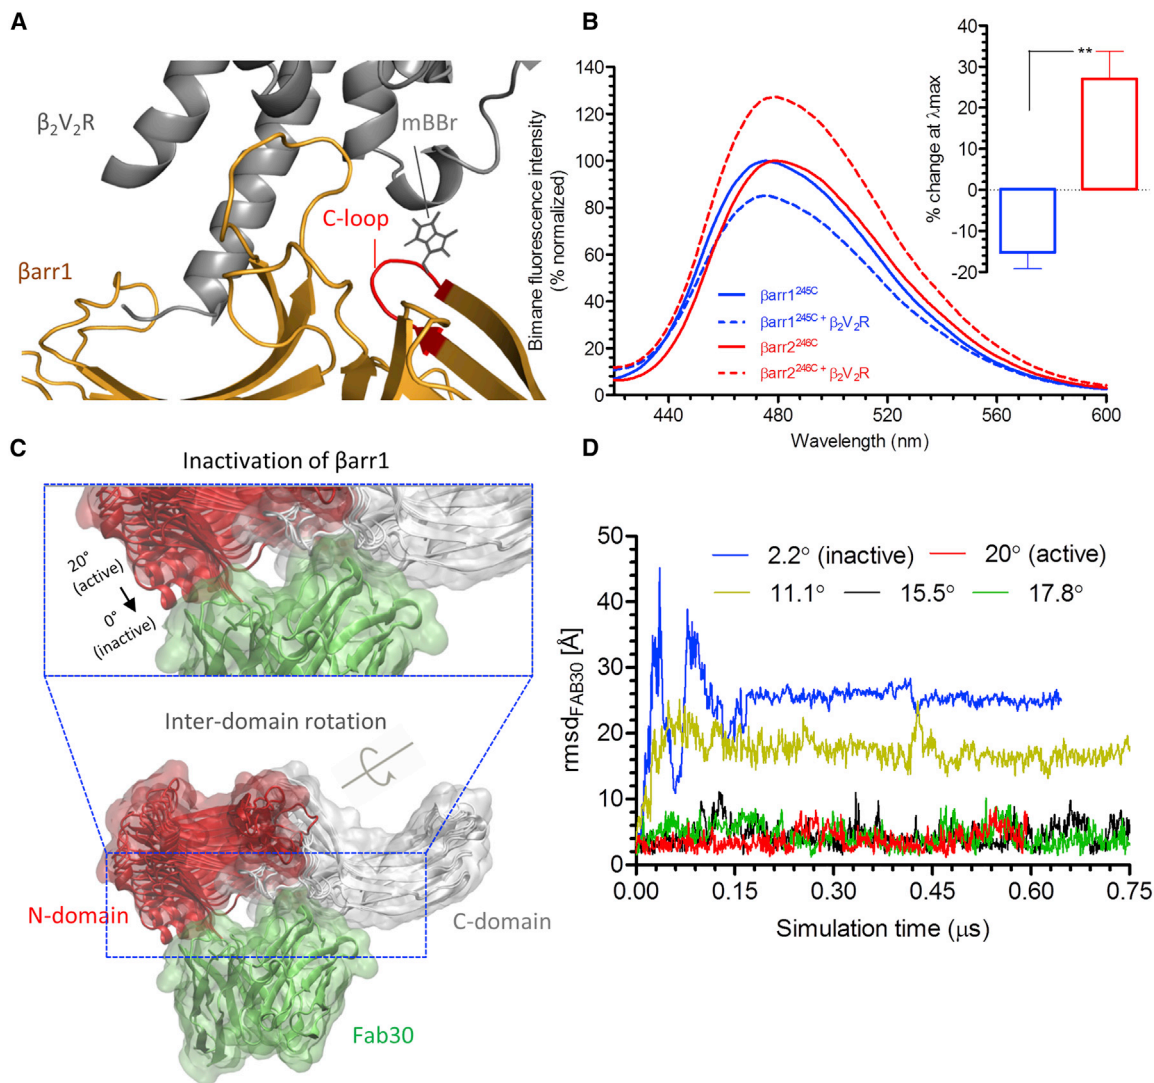 A
β₂V₂R
mBBr
C-loop
βarr1
B
Bimane fluorescence intensity
(% normalized)
140
130
120
100
80
60
40
20
0
440
480
520
560
600
Wavelength (nm)
βarr1²⁴⁵ᶜ
βarr1²⁴⁵ᶜ ⁺ β₂V₂R
βarr2²⁴⁶ᶜ
βarr2²⁴⁶ᶜ ⁺ β₂V₂R
% change at λmax
40
30
20
10
0
-10
-20
**
C
Inactivation of βarr1
20°
(active)
0°
(inactive)
Inter-domain rotation
N-domain
C-domain
Fab30
D
rmsd_FAB30 [Å]
50
40
30
20
10
0
2.2° (inactive)
20° (active)
11.1°
15.5°
17.8°
0.00
0.15
0.30
0.45
0.60
0.75
Simulation time (μs)